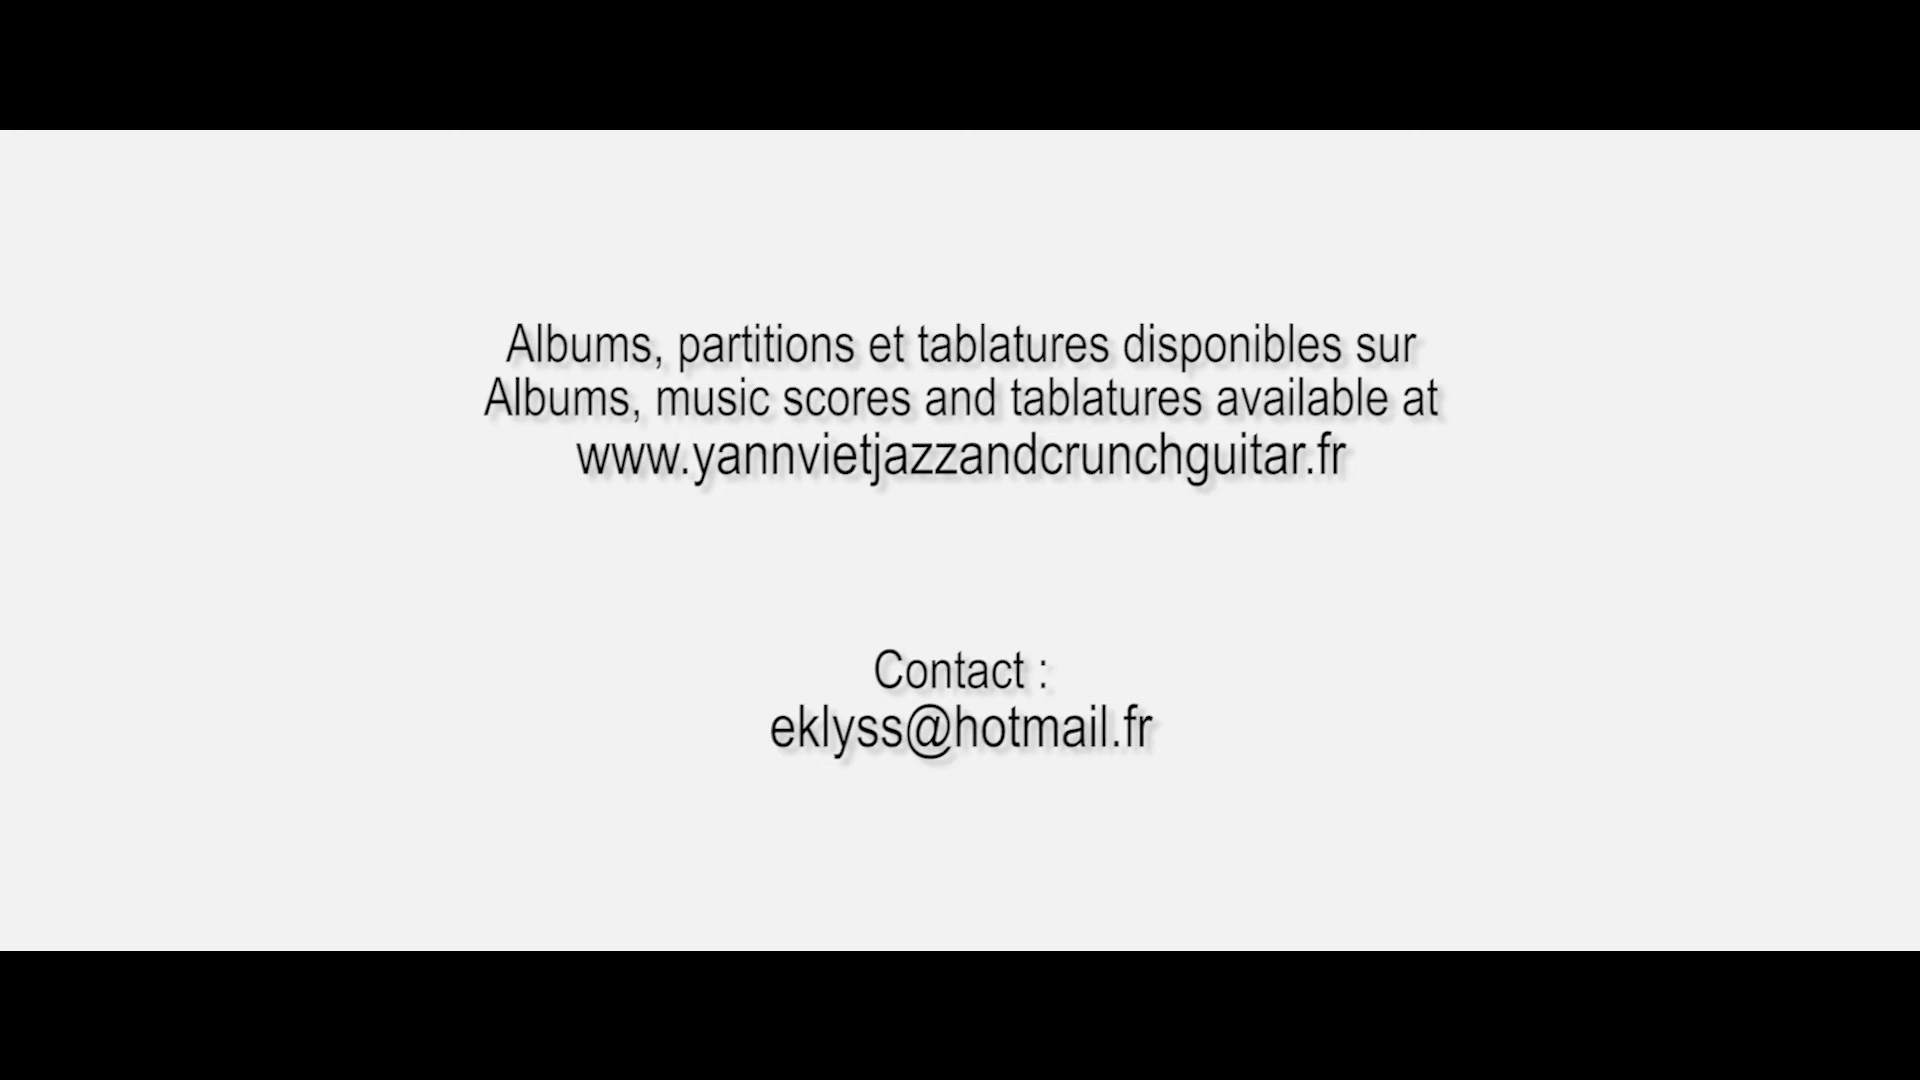 Albums, partitions et tablatures disponibles sur
Albums, music scores and tablatures available at
www.yannvietjazzandcrunchguitar.fr
Contact :
eklyss@hotmail.fr